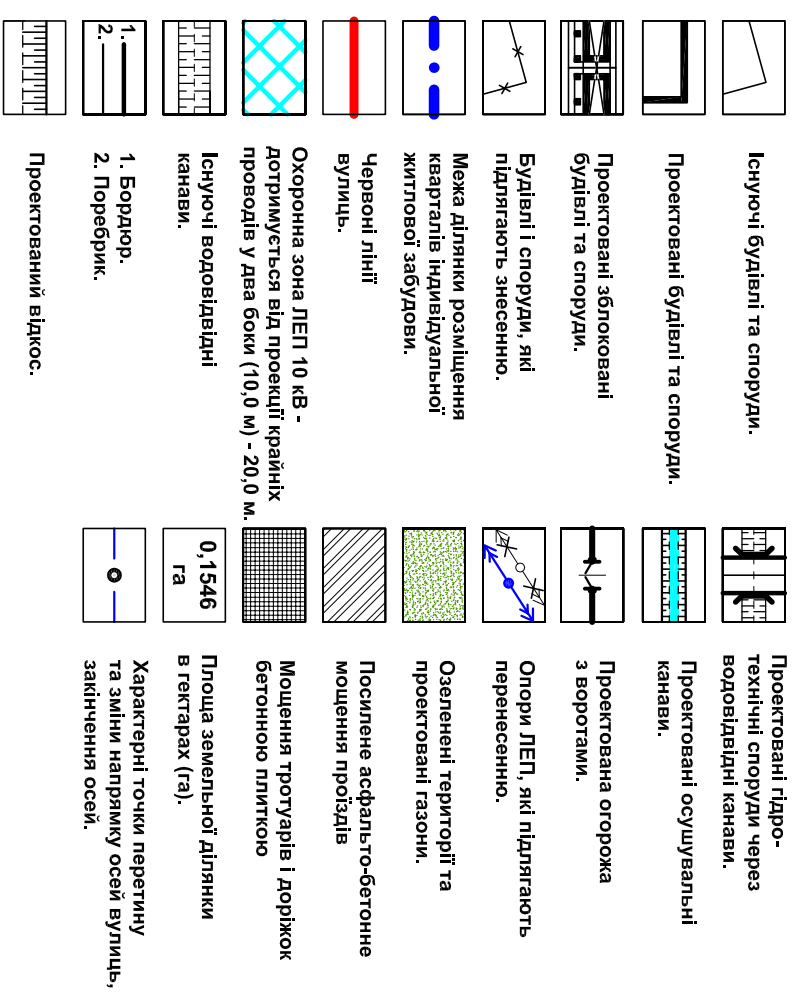 Існуючі будівлі та споруди.
Проектовані будівлі та споруди.
Проектовані зблоковані
будівлі та споруди.
Будівлі і споруди, які
підлягають знесенню.
Межа ділянки розміщення
кварталів індивідуальної
житлової забудови.
Червоні лінії
вулиць.
Охоронна зона ЛЕП 10 кВ -
дотримується від проекції крайніх
проводів у два боки (10,0 м) - 20,0 м.
Існуючі водовідвідні
канави.
1.
2.
1. Бордюр.
2. Поребрик.
Проектований відкос.
Проектовані гідро-
технічні споруди через
водовідвідні канави.
Проектовані осушувальні
канави.
Проектована огорожа
з воротами.
Опори ЛЕП, які підлягають
перенесенню.
Озеленені території та
проектовані газони.
Посилене асфальто-бетонне
мощення проїздів
Мощення тротуарів і доріжок
бетонною плиткою
0,1546
га
Площа земельної ділянки
в гектарах (га).
Характерні точки перетину
та зміни напрямку осей вулиць,
закінчення осей.